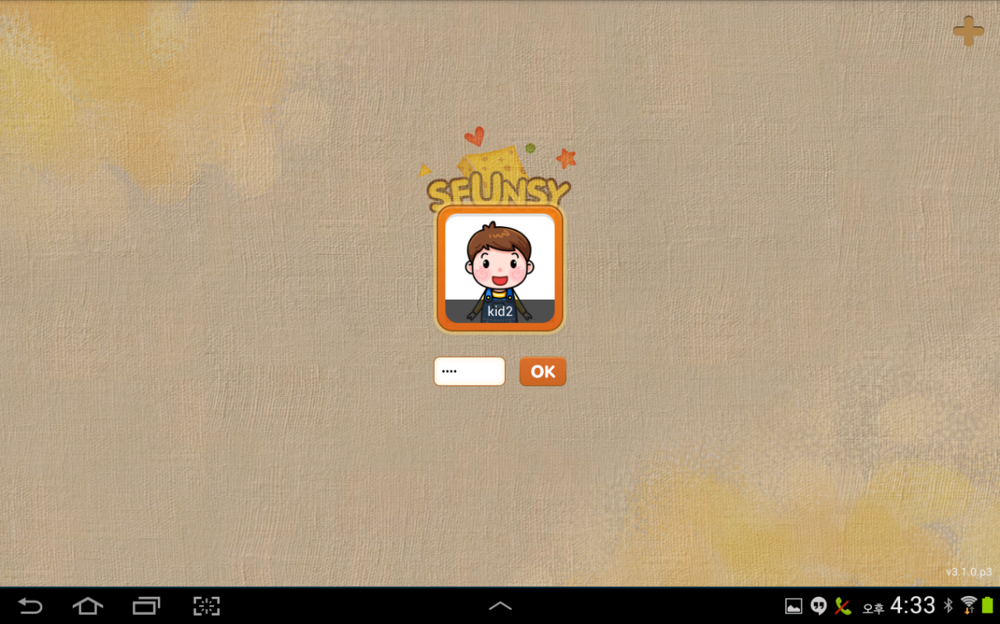 SFUNSY
kid2
••••
OK
v3.1.0.p3
오후 4:33